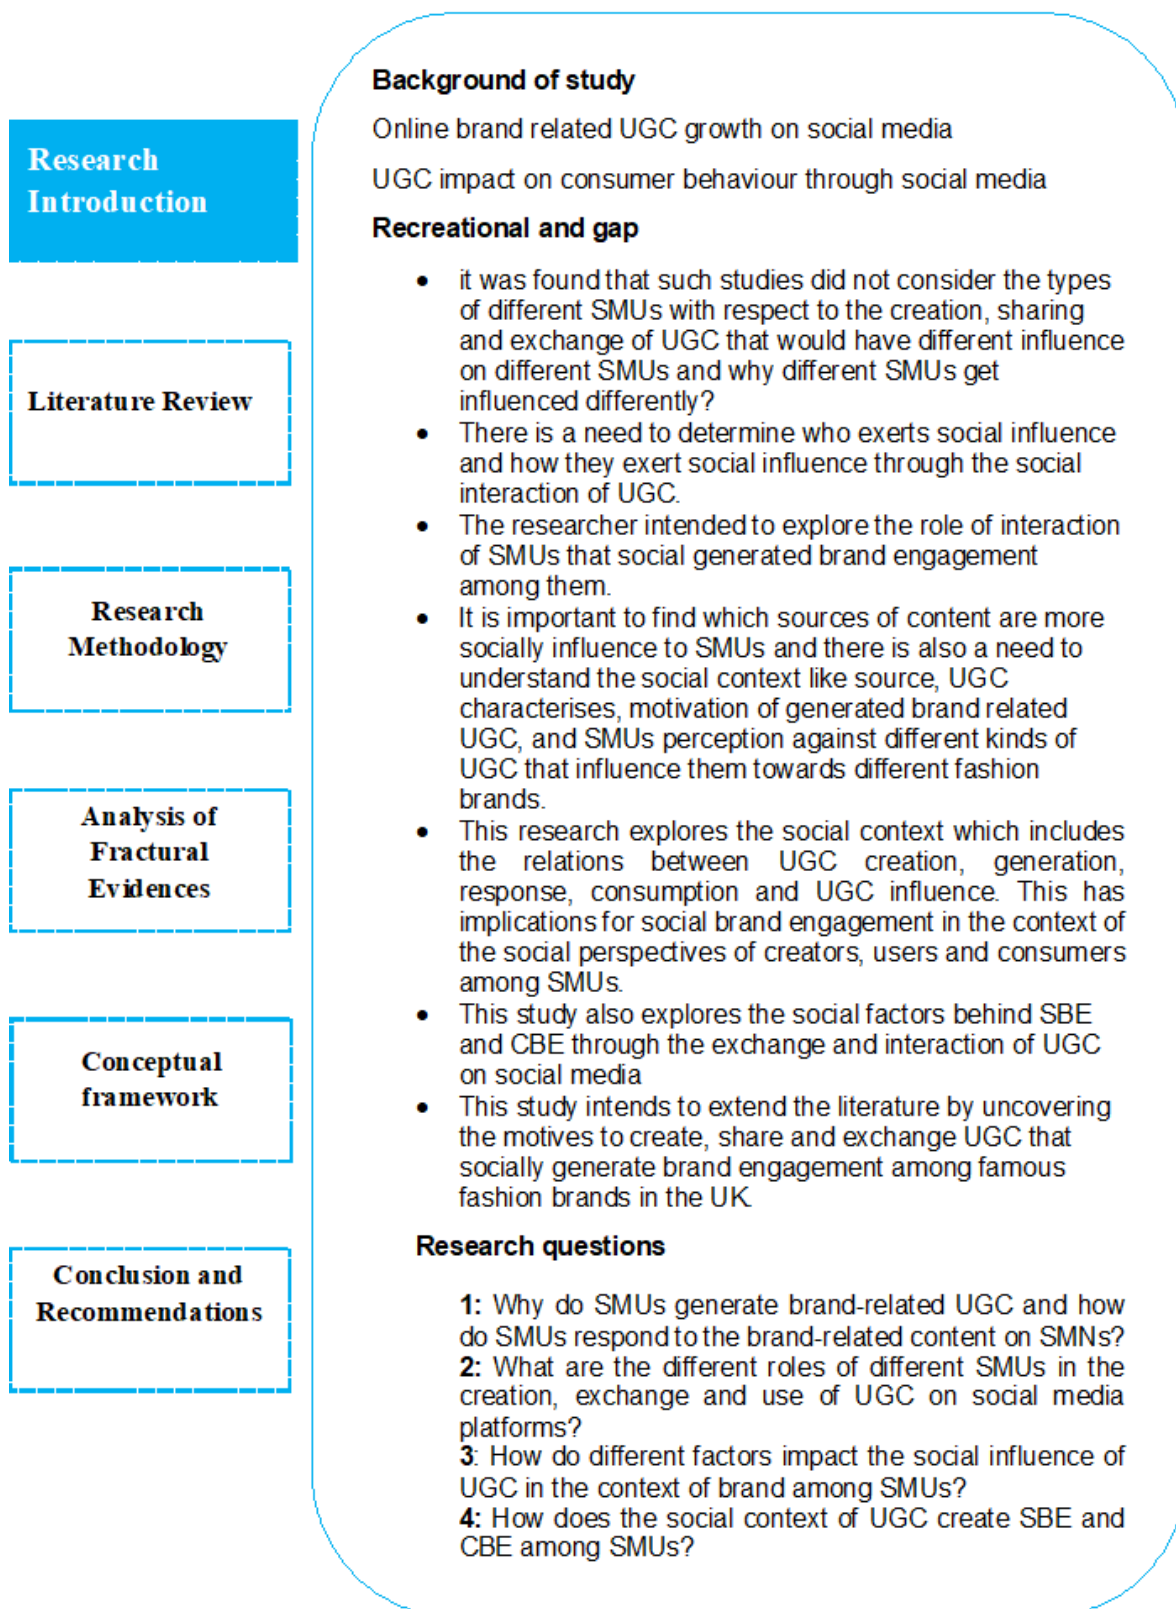 Research
Introduction
Literature Review
Research
Methodology
Analysis of
Fractural
Evidences
Conceptual
framework
Conclusion and
Recommendations
Background of study
Online brand related UGC growth on social media
UGC impact on consumer behaviour through social media
Recreational and gap
• it was found that such studies did not consider the types
of different SMUs with respect to the creation, sharing
and exchange of UGC that would have different influence
on different SMUs and why different SMUs get
influenced differently?
• There is a need to determine who exerts social influence
and how they exert social influence through the social
interaction of UGC.
• The researcher intended to explore the role of interaction
of SMUs that social generated brand engagement
among them.
• It is important to find which sources of content are more
socially influence to SMUs and there is also a need to
understand the social context like source, UGC
characterises, motivation of generated brand related
UGC, and SMUs perception against different kinds of
UGC that influence them towards different fashion
brands.
• This research explores the social context which includes
the relations between UGC creation, generation,
response, consumption and UGC influence. This has
implications for social brand engagement in the context of
the social perspectives of creators, users and consumers
among SMUs.
• This study also explores the social factors behind SBE
and CBE through the exchange and interaction of UGC
on social media
• This study intends to extend the literature by uncovering
the motives to create, share and exchange UGC that
socially generate brand engagement among famous
fashion brands in the UK.
Research questions
1: Why do SMUs generate brand-related UGC and how
do SMUs respond to the brand-related content on SMNs?
2: What are the different roles of different SMUs in the
creation, exchange and use of UGC on social media
platforms?
3: How do different factors impact the social influence of
UGC in the context of brand among SMUs?
4: How does the social context of UGC create SBE and
CBE among SMUs?